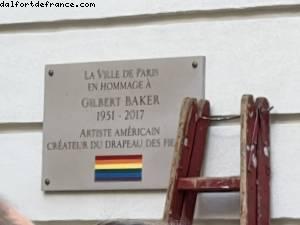 dalfortdefrance.com
LA VILLE DE PARIS
EN HOMMAGE À
GILBERT BAKER
1951 - 2017
ARTISTE AMÉRICAIN
CRÉATEUR DU DRAPEAU DES